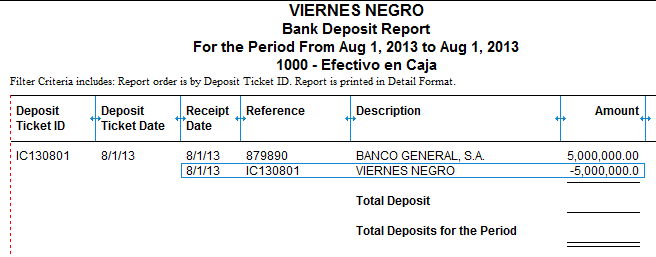 VIERNES NEGRO
Bank Deposit Report
For the Period From Aug 1, 2013 to Aug 1, 2013
1000 - Efectivo en Caja
Filter Criteria includes: Report order is by Deposit Ticket ID. Report is printed in Detail Format.
Deposit Deposit Receipt Reference Description Amount
Ticket ID Ticket Date Date
IC130801 8/1/13 8/1/13 879890 BANCO GENERAL, S.A. 5,000,000.00
8/1/13 IC130801 VIERNES NEGRO -5,000,000.0
Total Deposit
Total Deposits for the Period